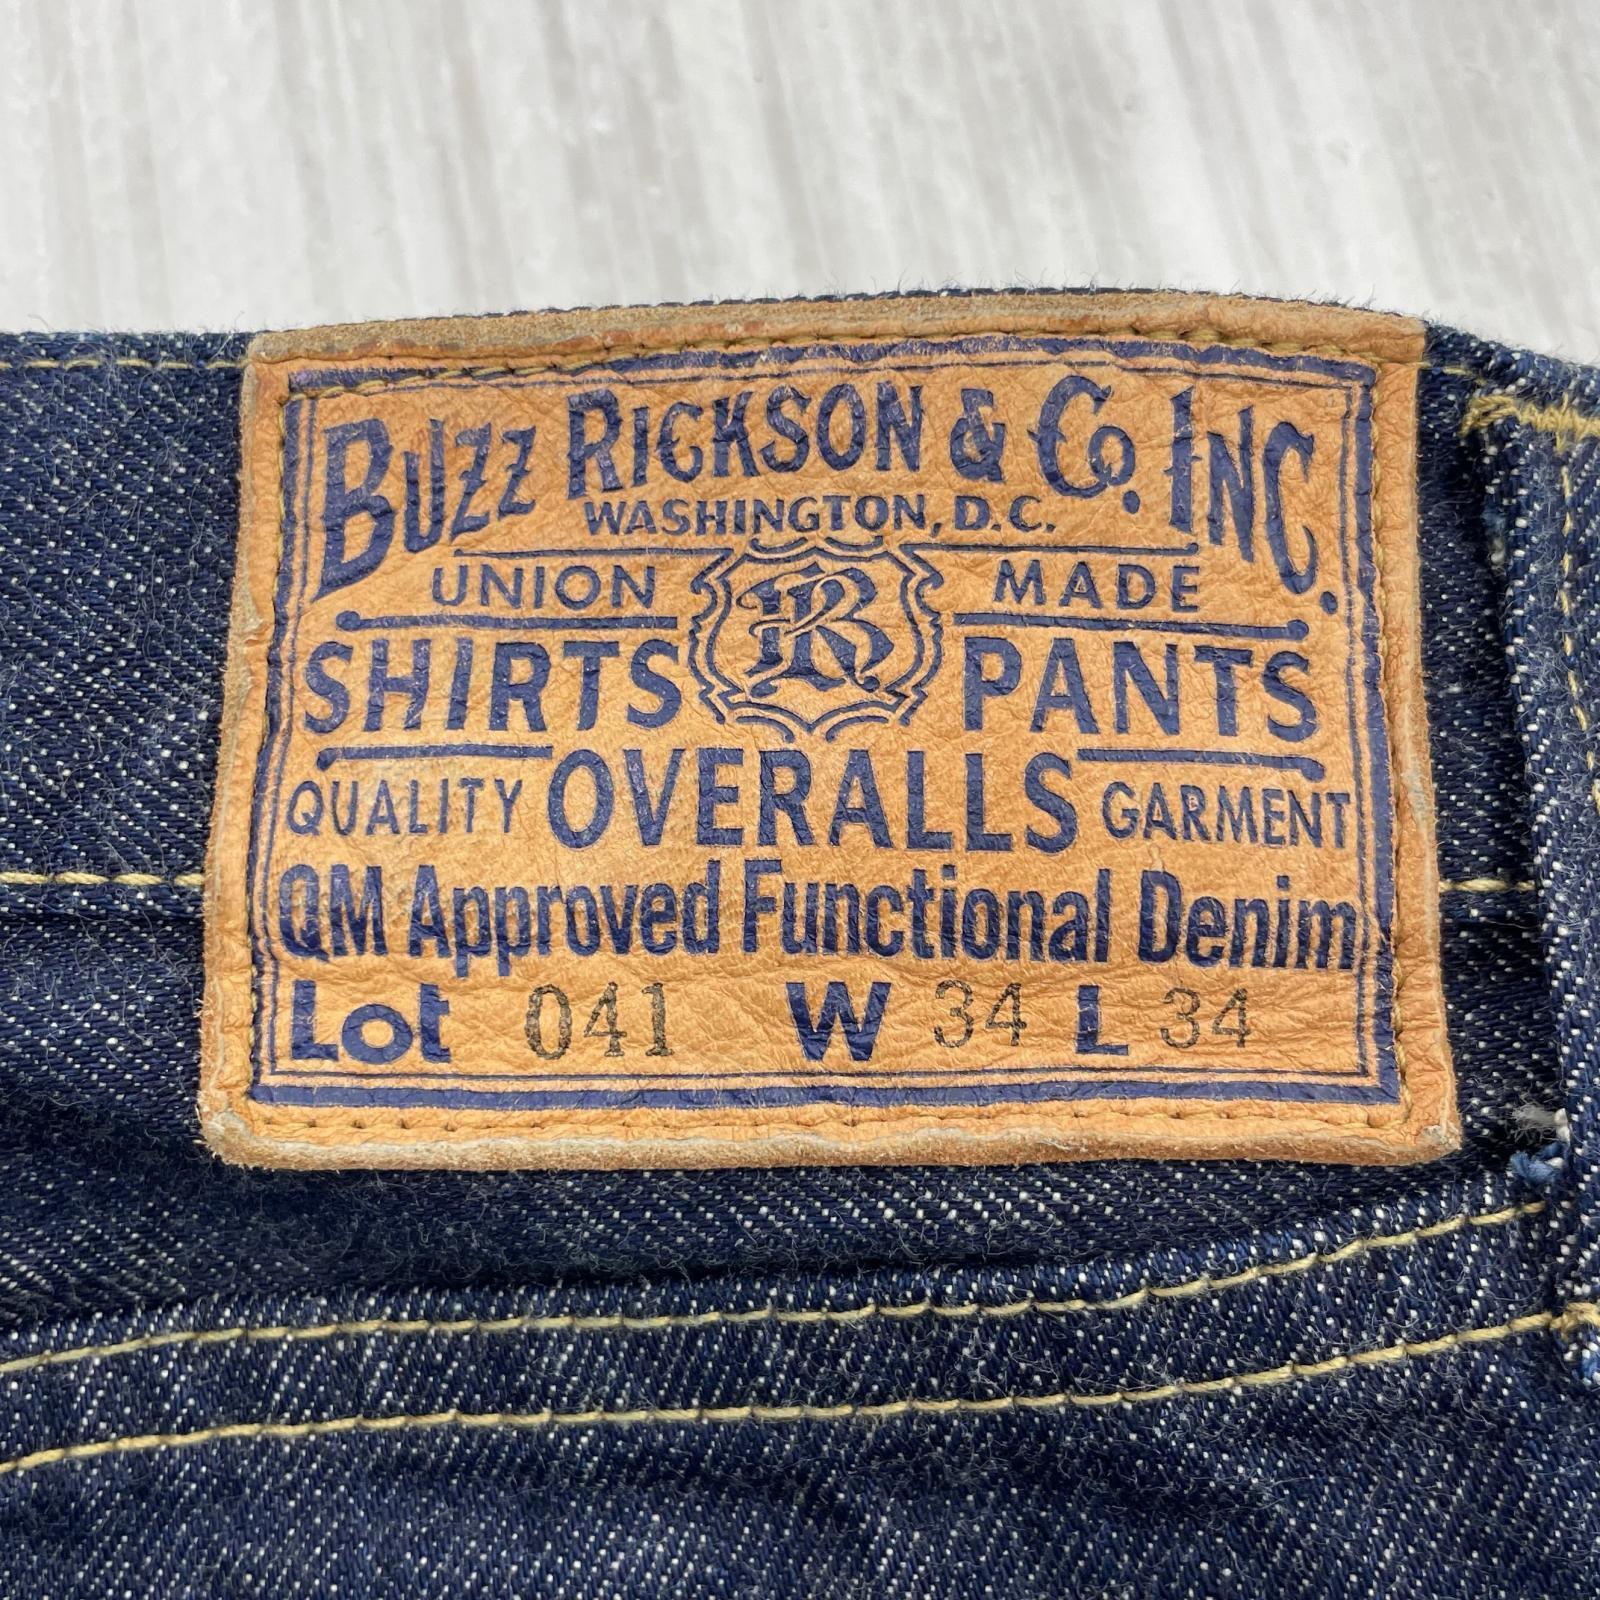 BUZZ RICKSON & Co. INC.
WASHINGTON, D.C.
UNION BR MADE
SHIRTS PANTS
QUALITY OVERALLS GARMENT
QM Approved Functional Denim
Lot 041 W 34 L 34